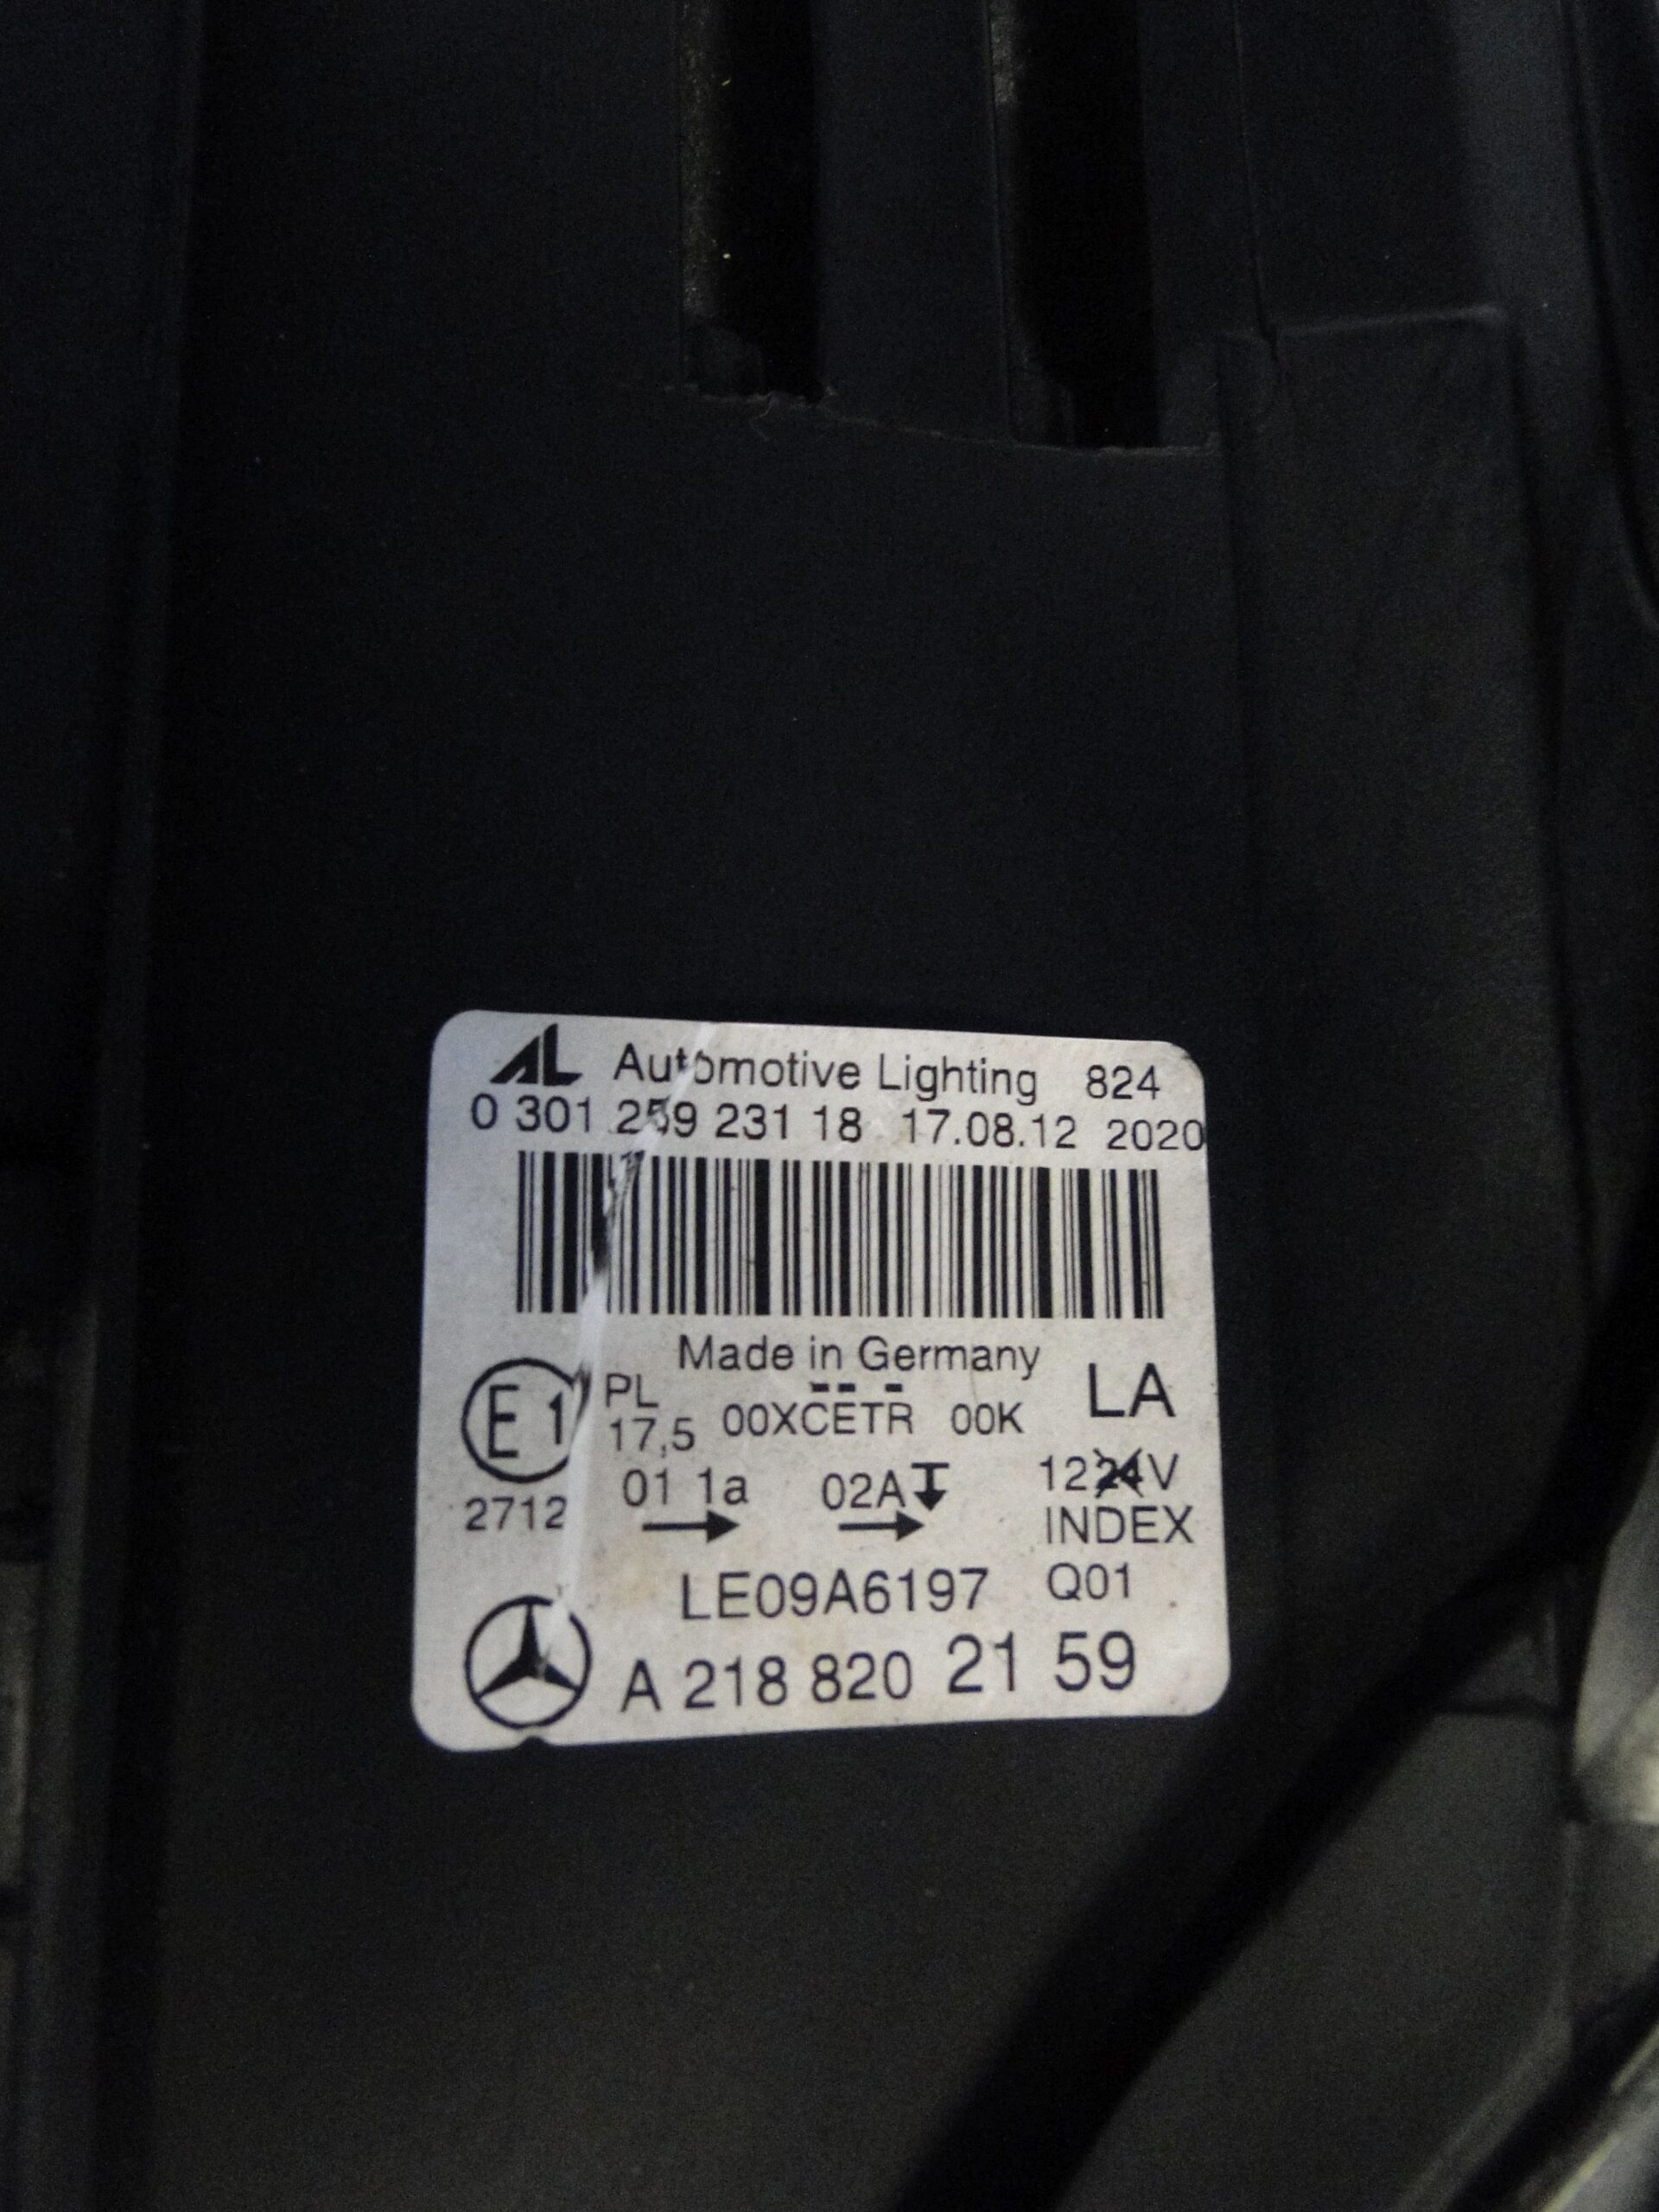 AL Automotive Lighting 824
0 301 259 231 18 17.08.12 2020
Made in Germany
E1 PL 17,5 00XCETR 00K LA
2712 01 1a 02A 1224V
INDEX
LE09A6197 Q01
A 218 820 21 59